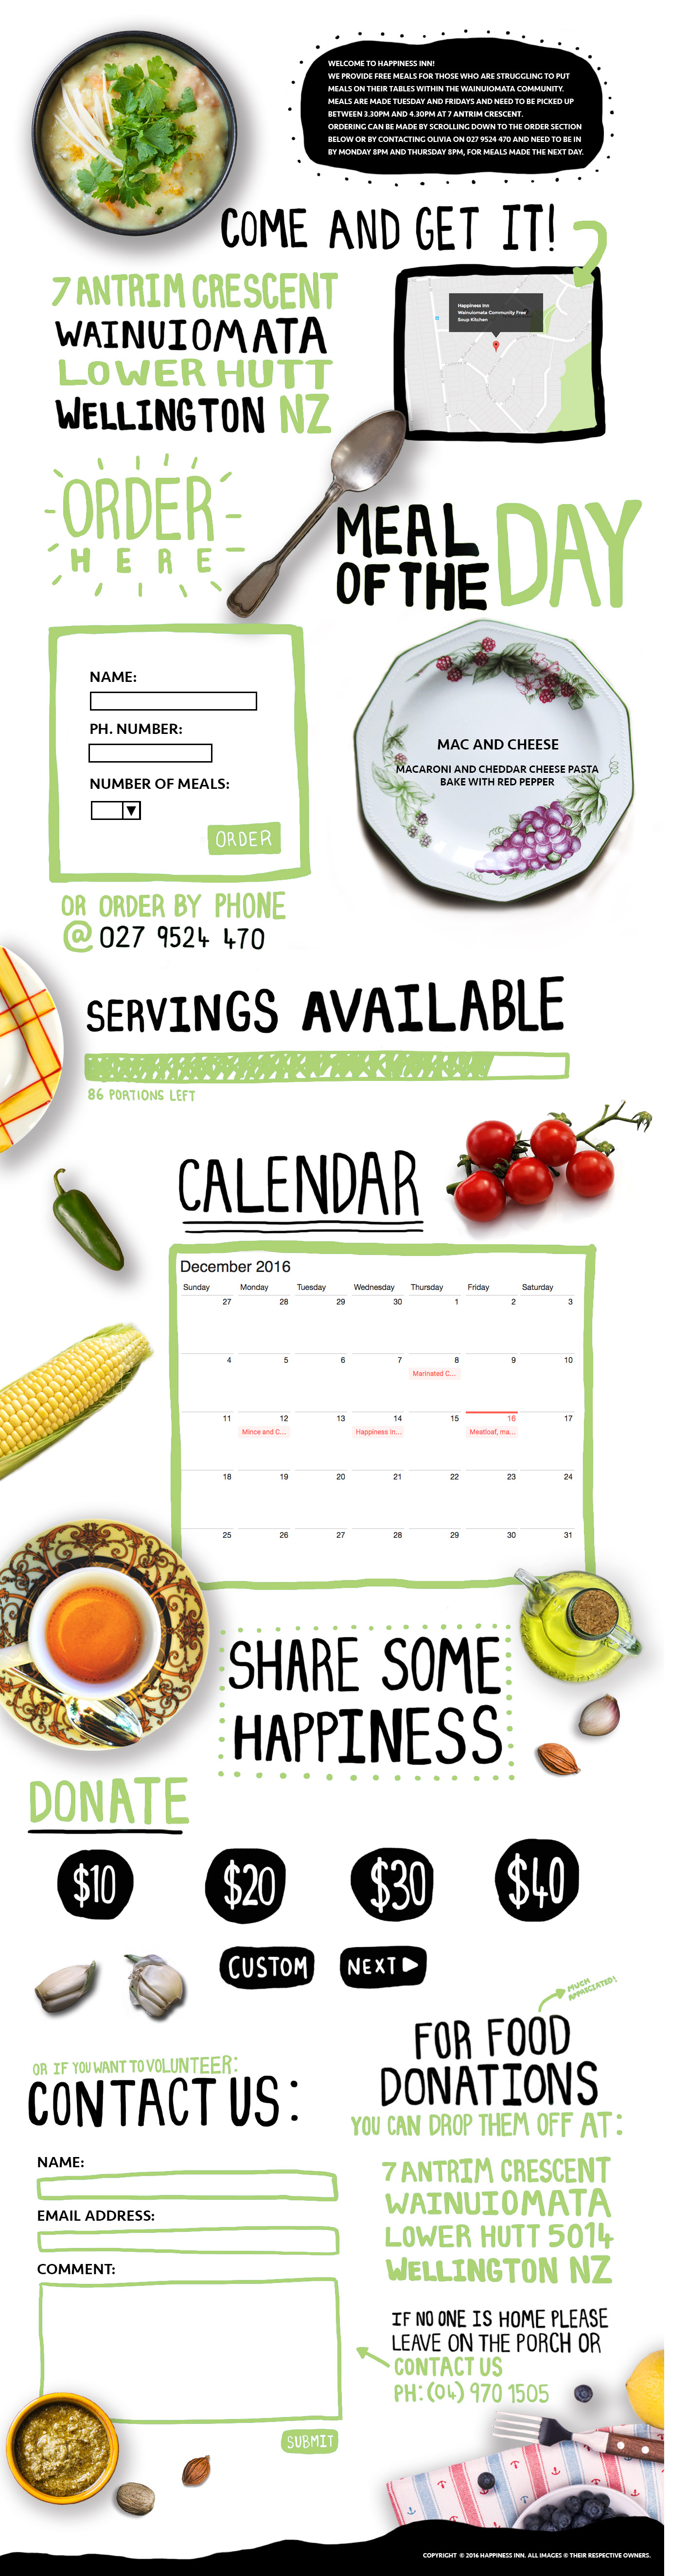 WELCOME TO HAPPINESS INN!
WE PROVIDE FREE MEALS FOR THOSE WHO ARE STRUGGLING TO PUT
MEALS ON THEIR TABLES WITHIN THE WAINUIOMATA COMMUNITY.
MEALS ARE MADE TUESDAY AND FRIDAYS AND NEED TO BE PICKED UP
BETWEEN 3.30PM AND 4.30PM AT 7 ANTRIM CRESCENT.
ORDERING CAN BE MADE BY SCROLLING DOWN TO THE ORDER SECTION
BELOW OR BY CONTACTING OLIVIA ON 027 9524 470 AND NEED TO BE IN
BY MONDAY 8PM AND THURSDAY 8PM, FOR MEALS MADE THE NEXT DAY.
COME AND GET IT!
7 ANTRIM CRESCENT
WAINUIOMATA
LOWER HUTT
WELLINGTON NZ
Happiness Inn
Wainuiomata Community Free
Soup Kitchen
ORDER
HERE
MEAL
OF THE
DAY
NAME:
PH. NUMBER:
NUMBER OF MEALS:
ORDER
MAC AND CHEESE
MACARONI AND CHEDDAR CHEESE PASTA
BAKE WITH RED PEPPER
OR ORDER BY PHONE
@ 027 9524 470
SERVINGS AVAILABLE
86 PORTIONS LEFT
CALENDAR
December 2016
Sunday Monday Tuesday Wednesday Thursday Friday Saturday
27 28 29 30 1 2 3
4 5 6 7 8 9 10
Marinated C...
11 12 13 14 15 16 17
Mince and C... Happiness In... Meatloaf, ma...
18 19 20 21 22 23 24
25 26 27 28 29 30 31
SHARE SOME
HAPPINESS
DONATE
$10 $20 $30 $40
CUSTOM NEXT
MUCH
APPRECIATED!
OR IF YOU WANT TO VOLUNTEER:
CONTACT US:
NAME:
EMAIL ADDRESS:
COMMENT:
SUBMIT
FOR FOOD
DONATIONS
YOU CAN DROP THEM OFF AT:
7 ANTRIM CRESCENT
WAINUIOMATA
LOWER HUTT 5014
WELLINGTON NZ
IF NO ONE IS HOME PLEASE
LEAVE ON THE PORCH OR
CONTACT US
PH: (04) 970 1505
COPYRIGHT © 2016 HAPPINESS INN. ALL IMAGES © THEIR RESPECTIVE OWNERS.